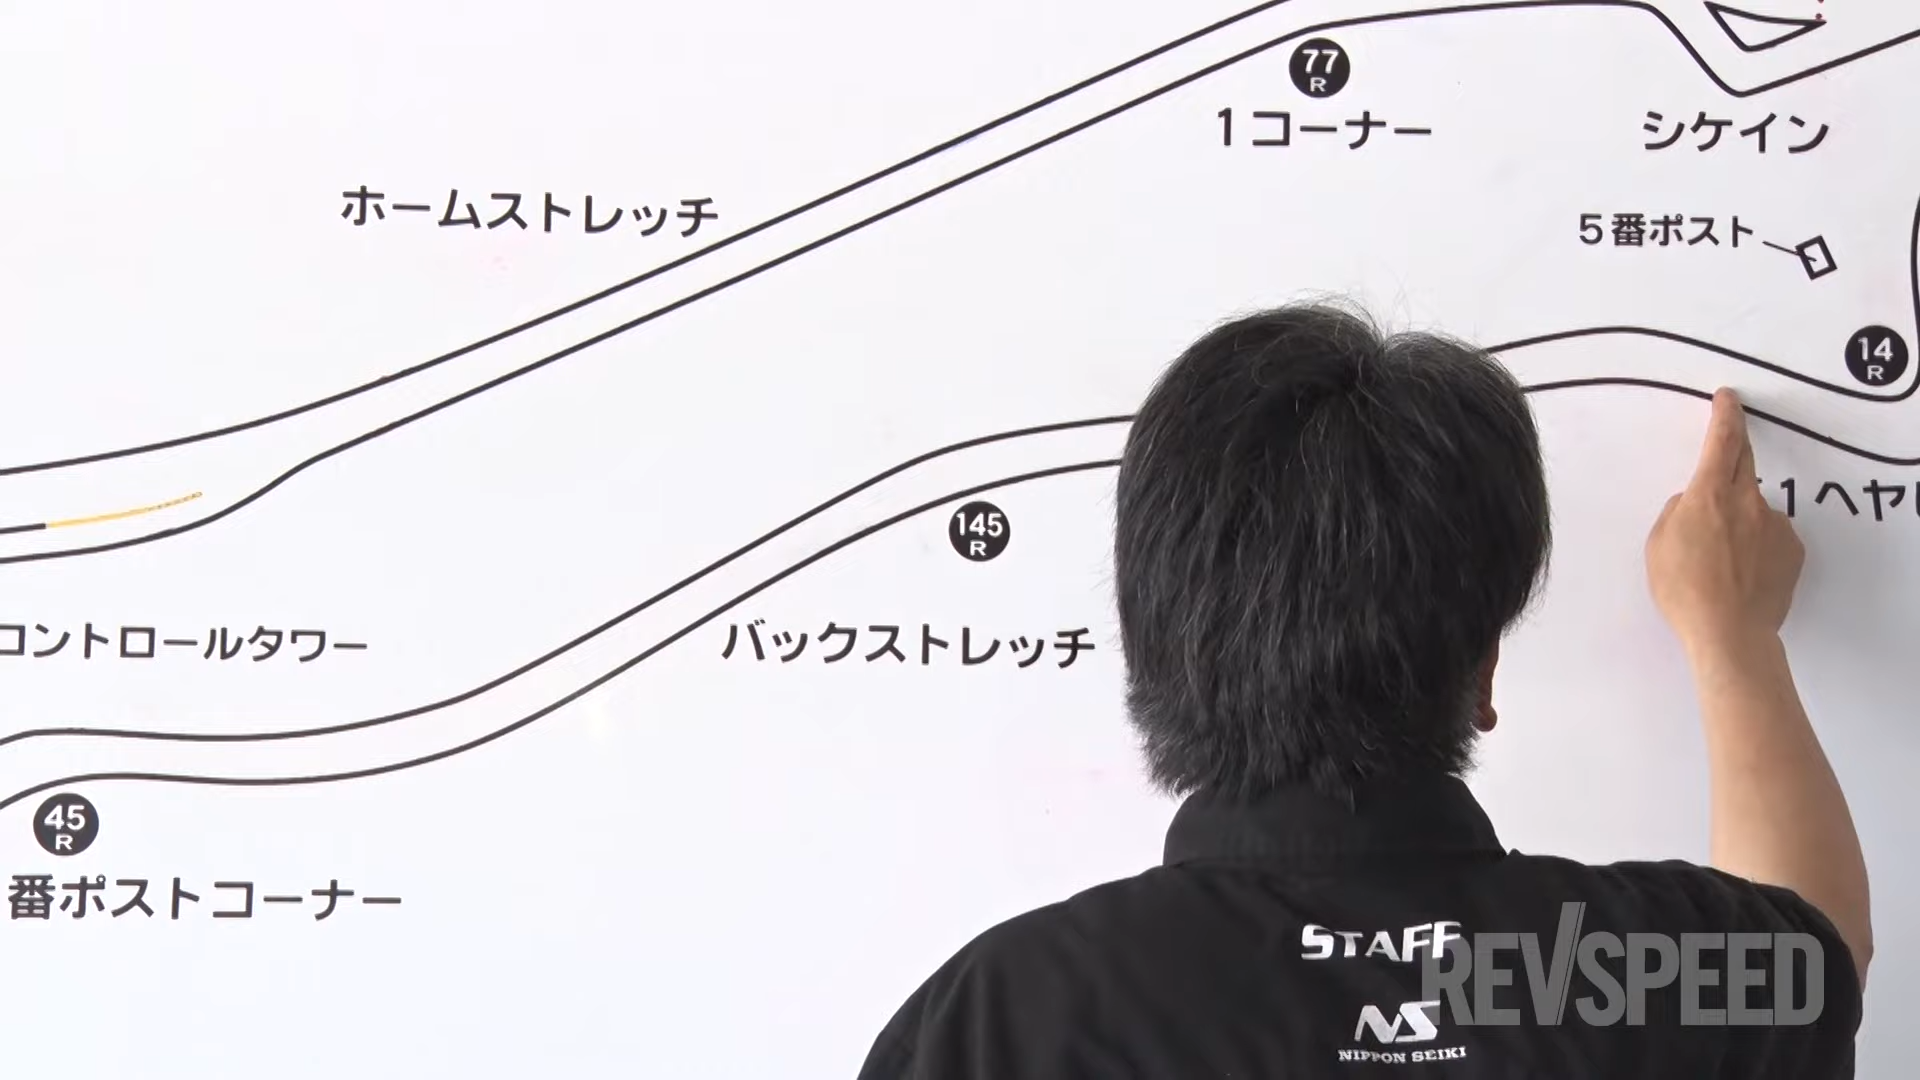 77
R
1コーナー
シケイン
ホームストレッチ
5番ポスト
14
R
1ヘヤ
145
R
コントロールタワー
バックストレッチ
45
R
番ポストコーナー
STAFF
REVSPEED
NS
NIPPON SEIKI